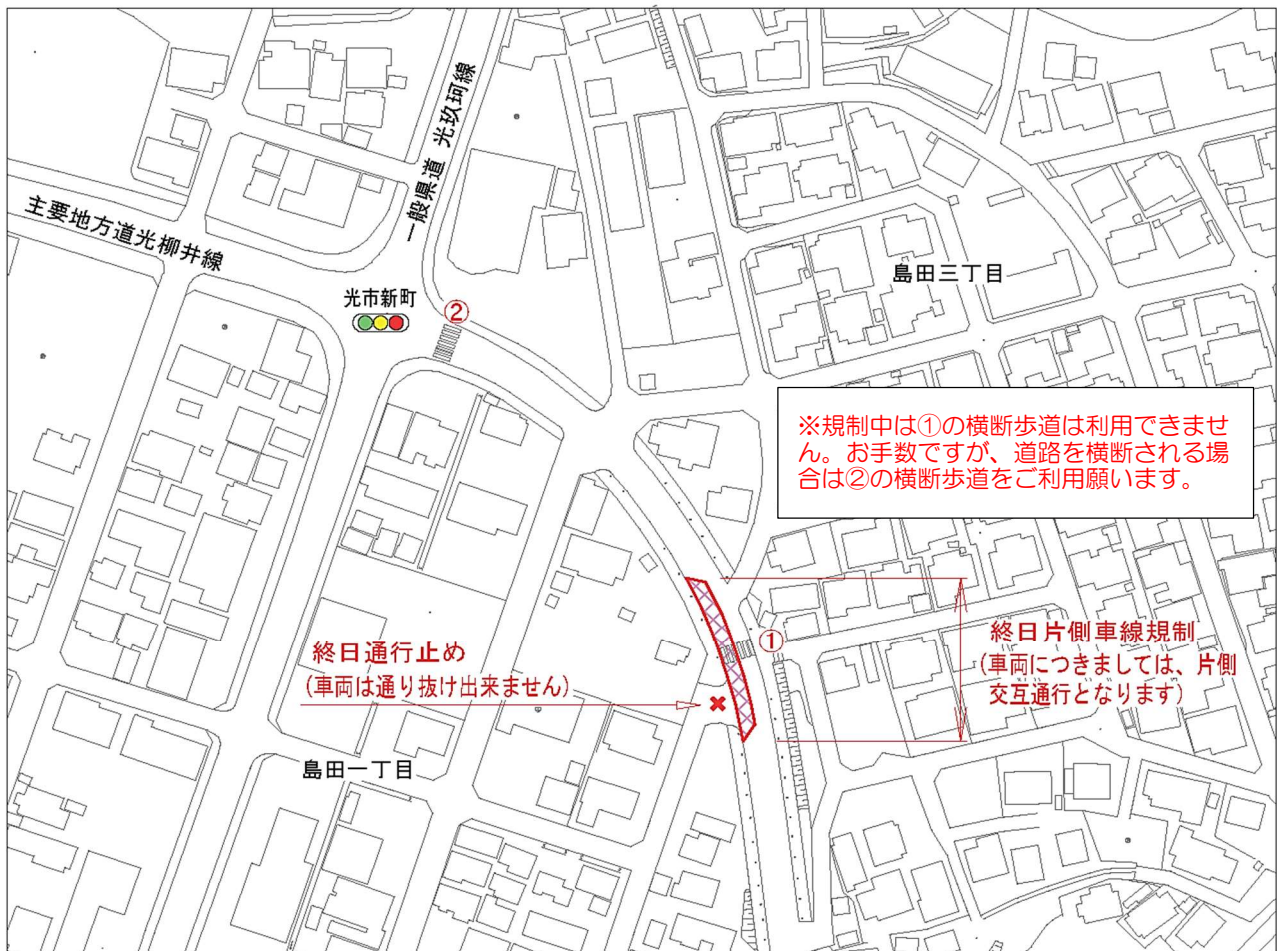 一般県道 光玖珂線
主要地方道光柳井線
島田三丁目
光市新町
②
※規制中は①の横断歩道は利用できませ
ん。お手数ですが、道路を横断される場
合は②の横断歩道をご利用願います。
①
終日片側車線規制
(車両につきましては、片側
交互通行となります)
終日通行止め
(車両は通り抜け出来ません)
島田一丁目